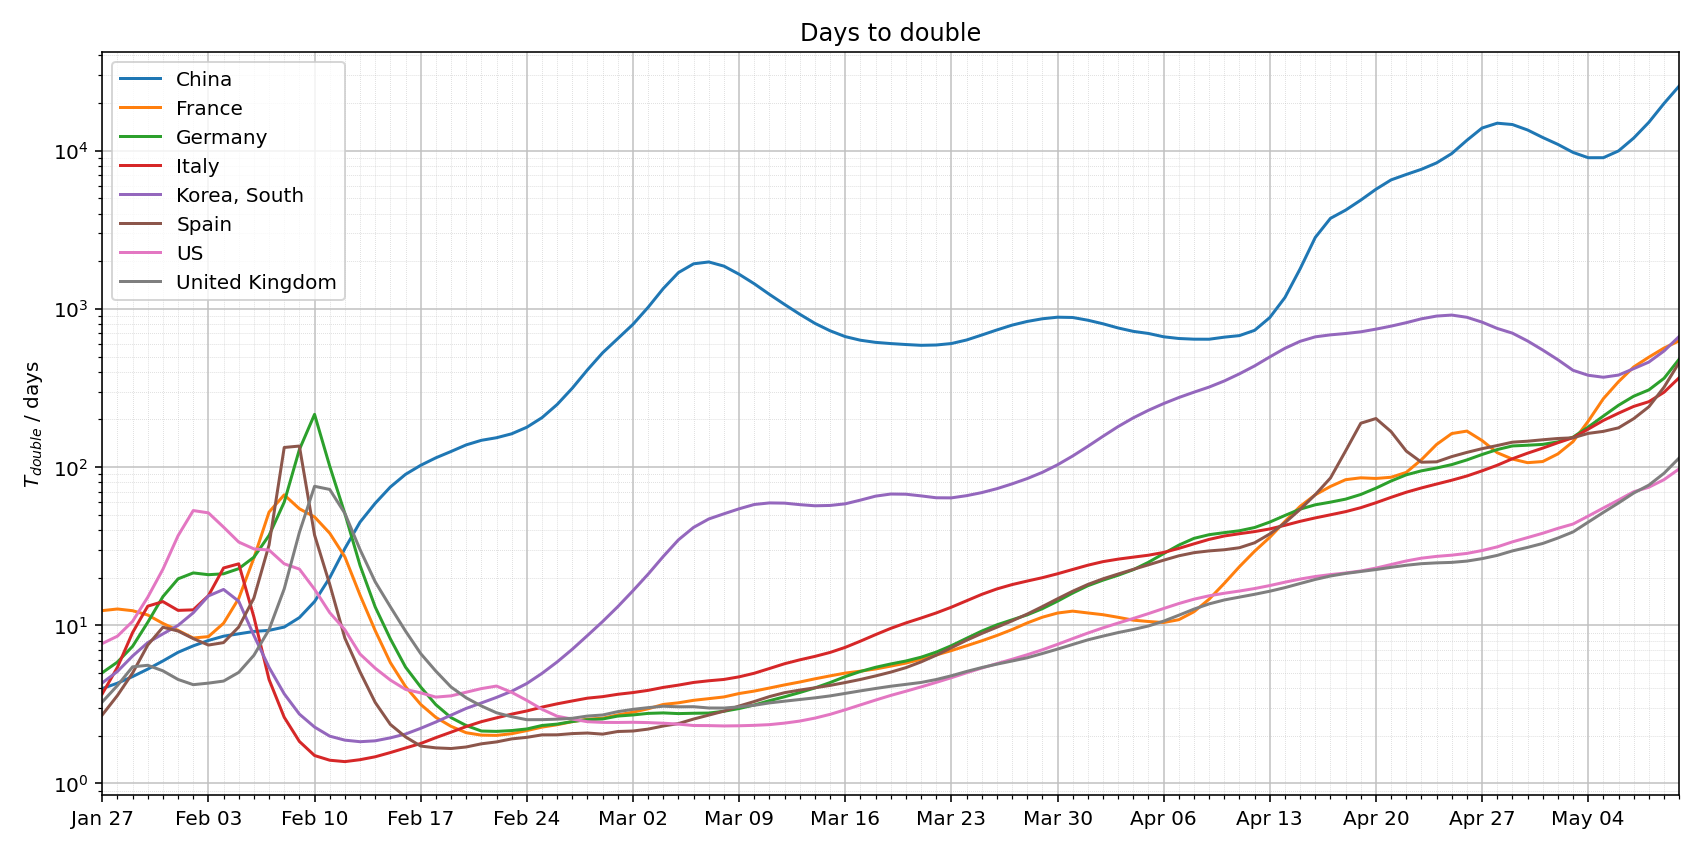 Days to double
China
France
Germany
Italy
Korea, South
Spain
US
United Kingdom
T_double / days
10^4
10^3
10^2
10^1
10^0
Jan 27 Feb 03 Feb 10 Feb 17 Feb 24 Mar 02 Mar 09 Mar 16 Mar 23 Mar 30 Apr 06 Apr 13 Apr 20 Apr 27 May 04